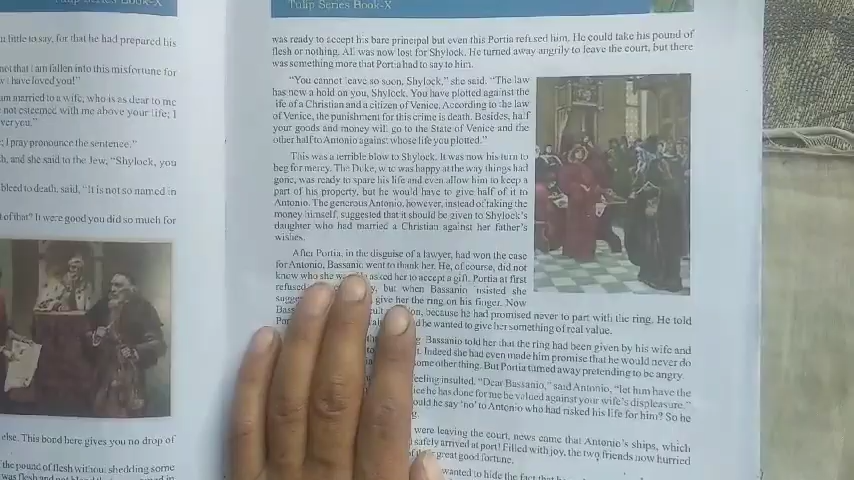 Tulip Series Book-X
little to say, for that he had prepared his
not that I am fallen into this misfortune for
I have loved you!"
am married to a wife, who is as dear to me
not esteemed with me above your life; I
I pray pronounce the sentence."
and she said to the Jew, "Shylock, you
bleed to death, said, "It is not so named in
of that? It were good you did so much for
else. This bond here gives you no drop of
the pound of flesh without shedding some
was flesh and not
Tulip Series Book-X
was ready to accept his bare principal but even this Portia refused him. He could take his pound of
flesh or nothing. All was now lost for Shylock. He turned away angrily to leave the court, but there
was something more that Portia had to say to him.
"You cannot leave so soon, Shylock," she said. "The law
has now a hold on you, Shylock. You have plotted against the
life of a Christian and a citizen of Venice. According to the law
of Venice, the punishment for this crime is death. Besides, half
your goods and money will go to the State of Venice and the
other half to Antonio against whose life you plotted."
This was a terrible blow to Shylock. It was now his turn to
beg for mercy. The Duke, who was happy at the way things had
gone, was ready to spare his life and even allow him to keep a
part of his property, but he would have to give half of it to
Antonio. The generous Antonio, however, instead of taking the
money himself, suggested that it should be given to Shylock's
daughter who had married a Christian against her father's
wishes.
After Portia, in the disguise of a lawyer, had won the case
for Antonio, Bassanio went to thank her. He, of course, did not
know who she asked her to accept a gift. Portia at first
refused but when Bassanio insisted she
give her the ring on his finger. Now
because he had promised never to part with the ring. He told
he wanted to give her something of real value.
Bassanio told her that the ring had been given by his wife and
Indeed she had even made him promise that he would never do
some other thing. But Portia turned away pretending to be angry.
feeling insulted. "Dear Bassanio," said Antonio, "let him have the
he has done for me be valued against your wife's displeasure."
could he say 'no' to Antonio who had risked his life for him? So he
were leaving the court, news came that Antonio's ships, which
safely arrived at port! Filled with joy, the two friends now hurried
great good fortune.
wanted to hide the fact that